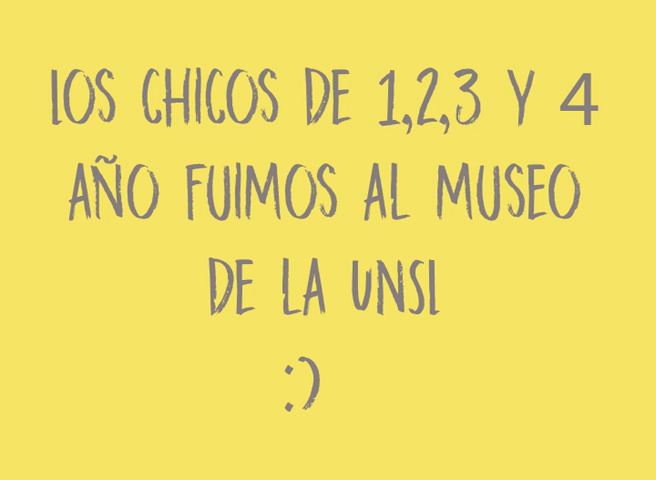 LOS CHICOS DE 1,2,3 Y 4
AÑO FUIMOS AL MUSEO
DE LA UNSL
:)